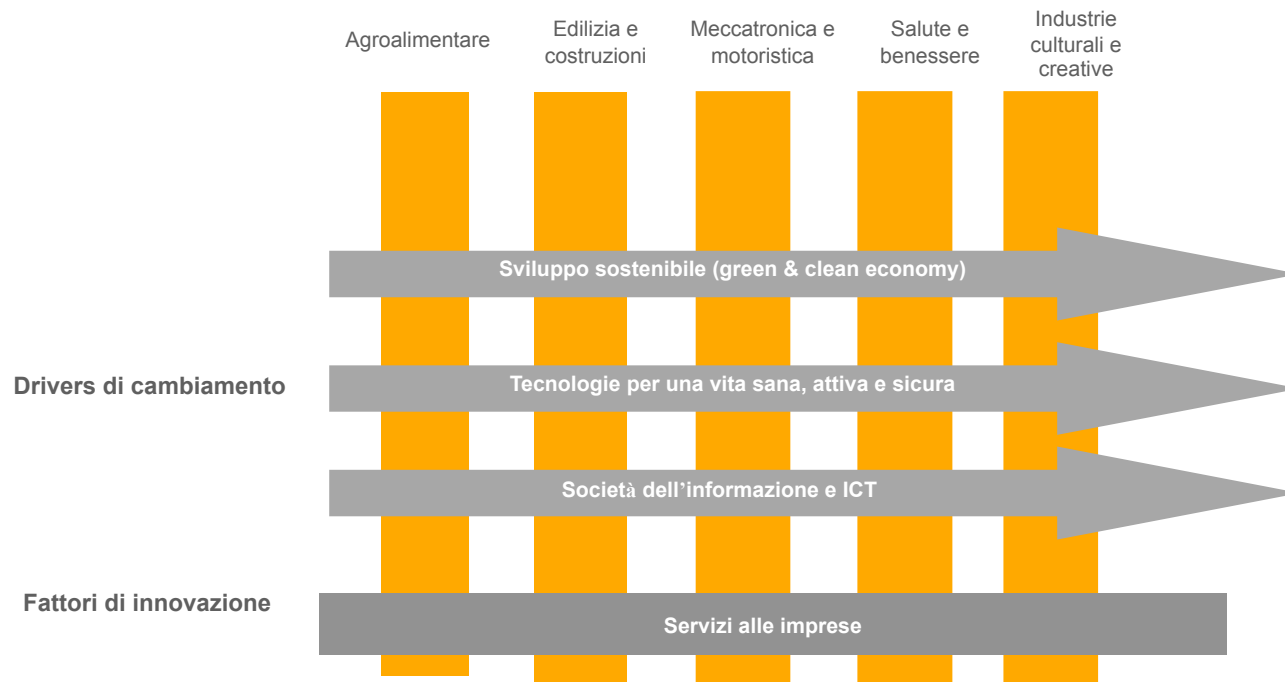 Agroalimentare
Edilizia e
costruzioni
Meccatronica e
motoristica
Salute e
benessere
Industrie
culturali e
creative
Sviluppo sostenibile (green & clean economy)
Drivers di cambiamento
Tecnologie per una vita sana, attiva e sicura
Società dell’informazione e ICT
Fattori di innovazione
Servizi alle imprese